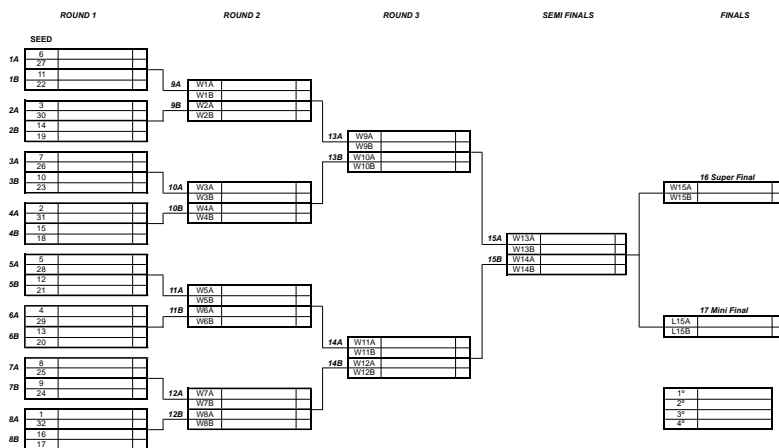 ROUND 1
ROUND 2
ROUND 3
SEMI FINALS
FINALS
SEED
1A 6
27
1B 11
22
2A 3
30
2B 14
19
3A 7
26
3B 10
23
4A 2
31
4B 15
18
5A 5
28
5B 12
21
6A 4
29
6B 13
20
7A 8
25
7B 9
24
8A 1
32
8B 16
17
9A W1A
W1B
9B W2A
W2B
10A W3A
W3B
10B W4A
W4B
11A W5A
W5B
11B W6A
W6B
12A W7A
W7B
12B W8A
W8B
13A W9A
W9B
13B W10A
W10B
14A W11A
W11B
14B W12A
W12B
15A W13A
W13B
15B W14A
W14B
16 Super Final
W15A
W15B
17 Mini Final
L15A
L15B
1º
2º
3º
4º